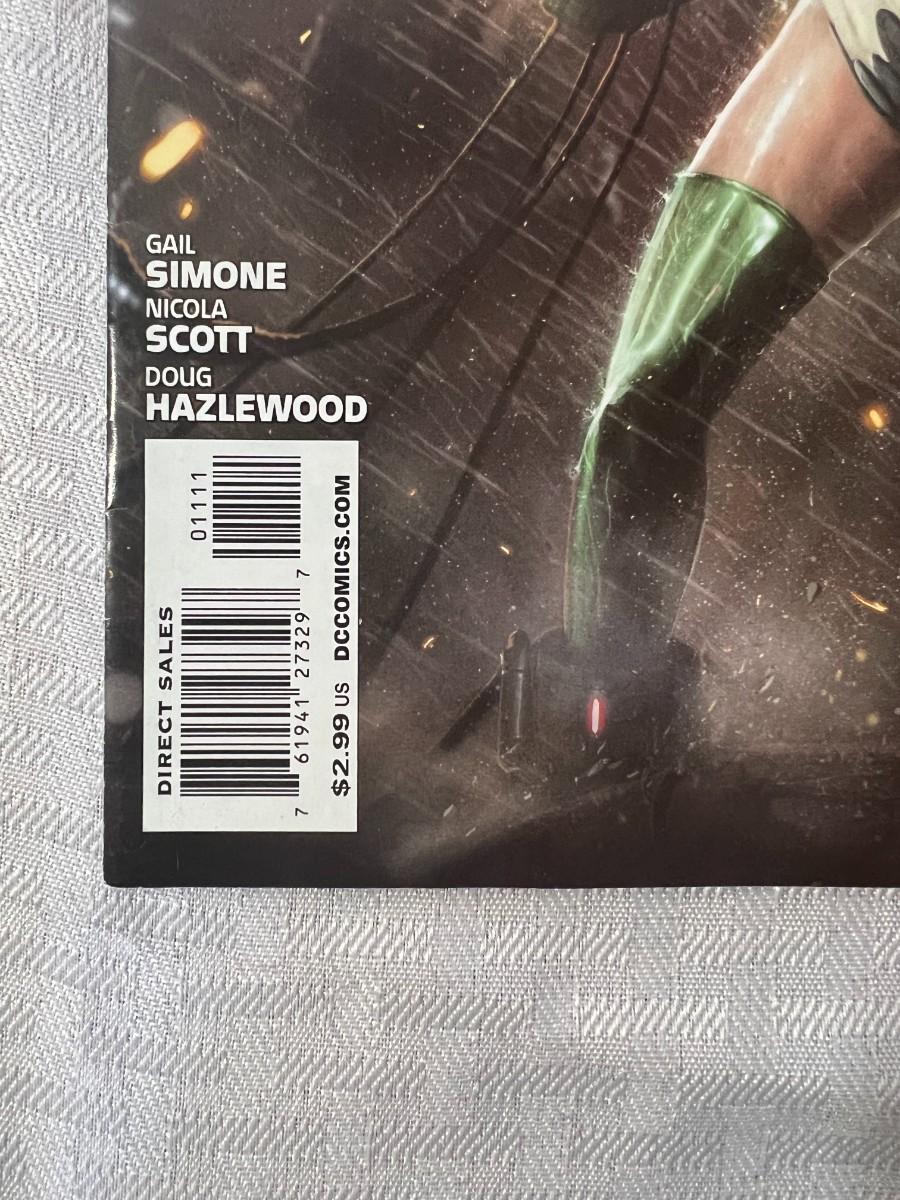 GAIL
SIMONE
NICOLA
SCOTT
DOUG
HAZLEWOOD
DIRECT SALES
01111
7 61941 27329 7
$2.99 US DCCOMICS.COM